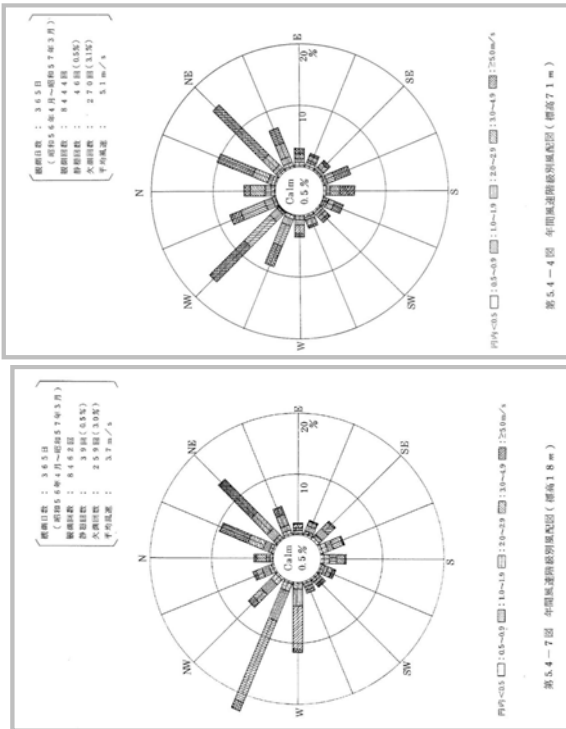 観測日数 : 365日
(昭和56年4月~昭和57年3月)
観測回数 : 8444回
静穏回数 : 46回(0.5%)
欠測回数 : 270回(3.1%)
平均風速 : 5.1m/s
N
NE
E
SE
S
SW
W
NW
10
20
%
Calm
0.5%
円内<0.5 :0.5~0.9 :1.0~1.9 :2.0~2.9 :3.0~4.9 :≧5.0m/s
第5.4-4図 年間風速階級別風配図(標高71m)
観測日数 : 365日
(昭和56年4月~昭和57年3月)
観測回数 : 8462回
静穏回数 : 39回(0.5%)
欠測回数 : 259回(3.0%)
平均風速 : 3.7m/s
N
NE
E
SE
S
SW
W
NW
10
20
%
Calm
0.5%
円内<0.5 :0.5~0.9 :1.0~1.9 :2.0~2.9 :3.0~4.9 :≧5.0m/s
第5.4-7図 年間風速階級別風配図(標高18m)